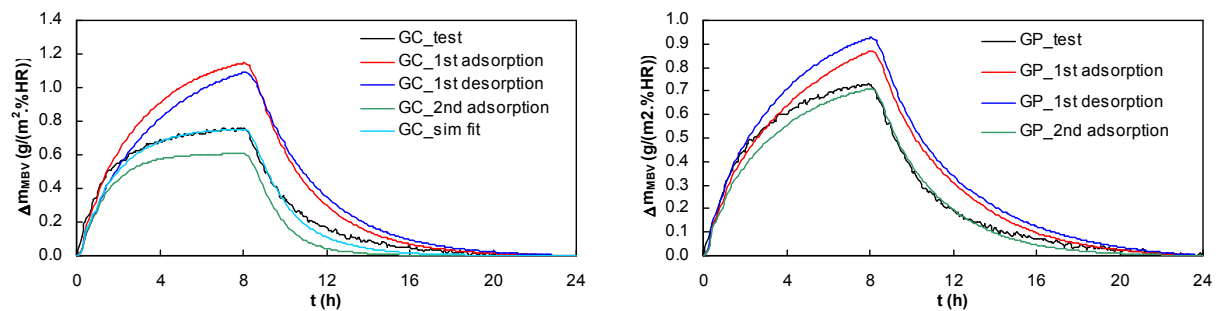 1.4
1.2
1.0
0.8
0.6
0.4
0.2
0.0
ΔmMBV (g/(m².%HR)]
GC_test
GC_1st adsorption
GC_1st desorption
GC_2nd adsorption
GC_sim fit
0 4 8 12 16 20 24
t (h)
1.0
0.9
0.8
0.7
0.6
0.5
0.4
0.3
0.2
0.1
0.0
ΔmMBV (g/(m2.%HR)
GP_test
GP_1st adsorption
GP_1st desorption
GP_2nd adsorption
0 4 8 12 16 20 24
t (h)